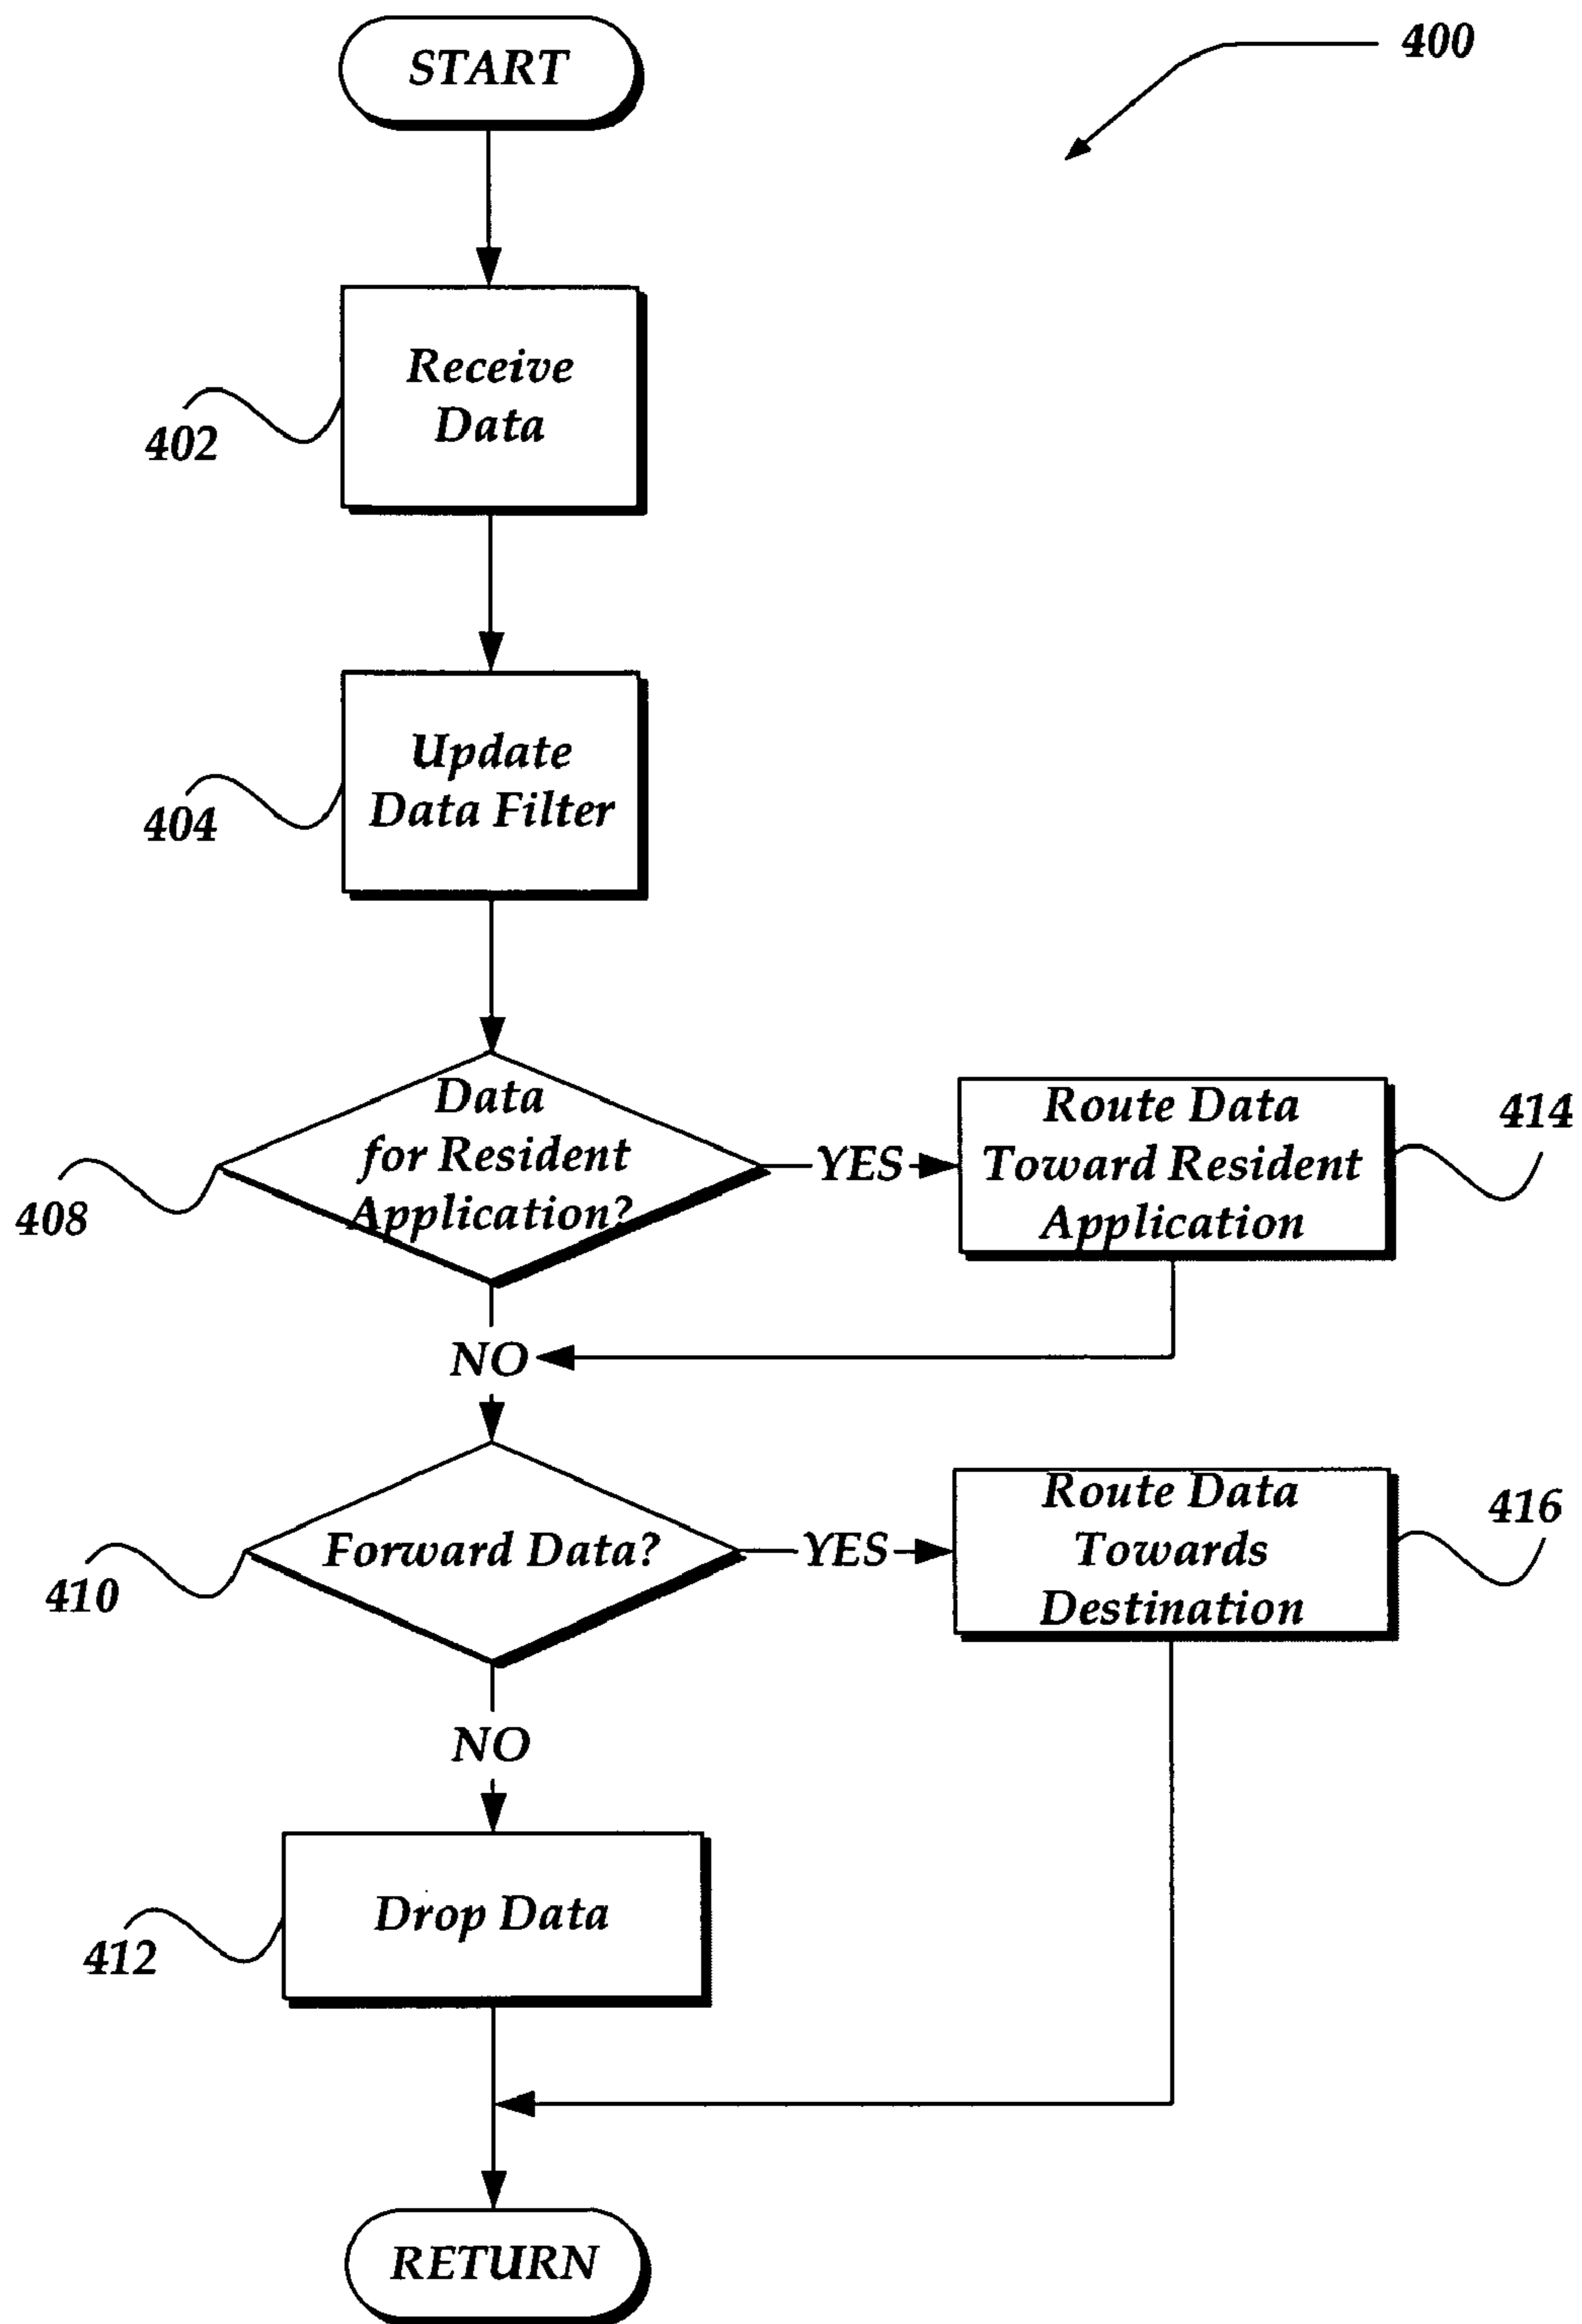 START
400
Receive
Data
402
Update
Data Filter
404
Data
for Resident
Application?
408
YES
Route Data
Toward Resident
Application
414
NO
Forward Data?
410
YES
Route Data
Towards
Destination
416
NO
Drop Data
412
RETURN